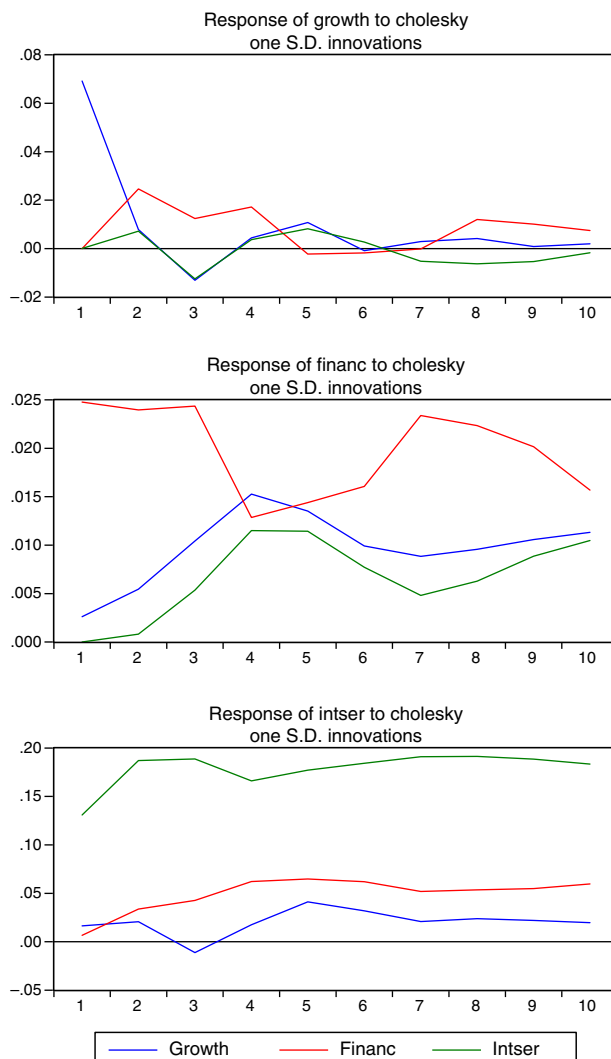 Response of growth to cholesky
one S.D. innovations
.08
.06
.04
.02
.00
–.02
1 2 3 4 5 6 7 8 9 10
Response of financ to cholesky
one S.D. innovations
.025
.020
.015
.010
.005
.000
1 2 3 4 5 6 7 8 9 10
Response of intser to cholesky
one S.D. innovations
.20
.15
.10
.05
.00
–.05
1 2 3 4 5 6 7 8 9 10
Growth Financ Intser